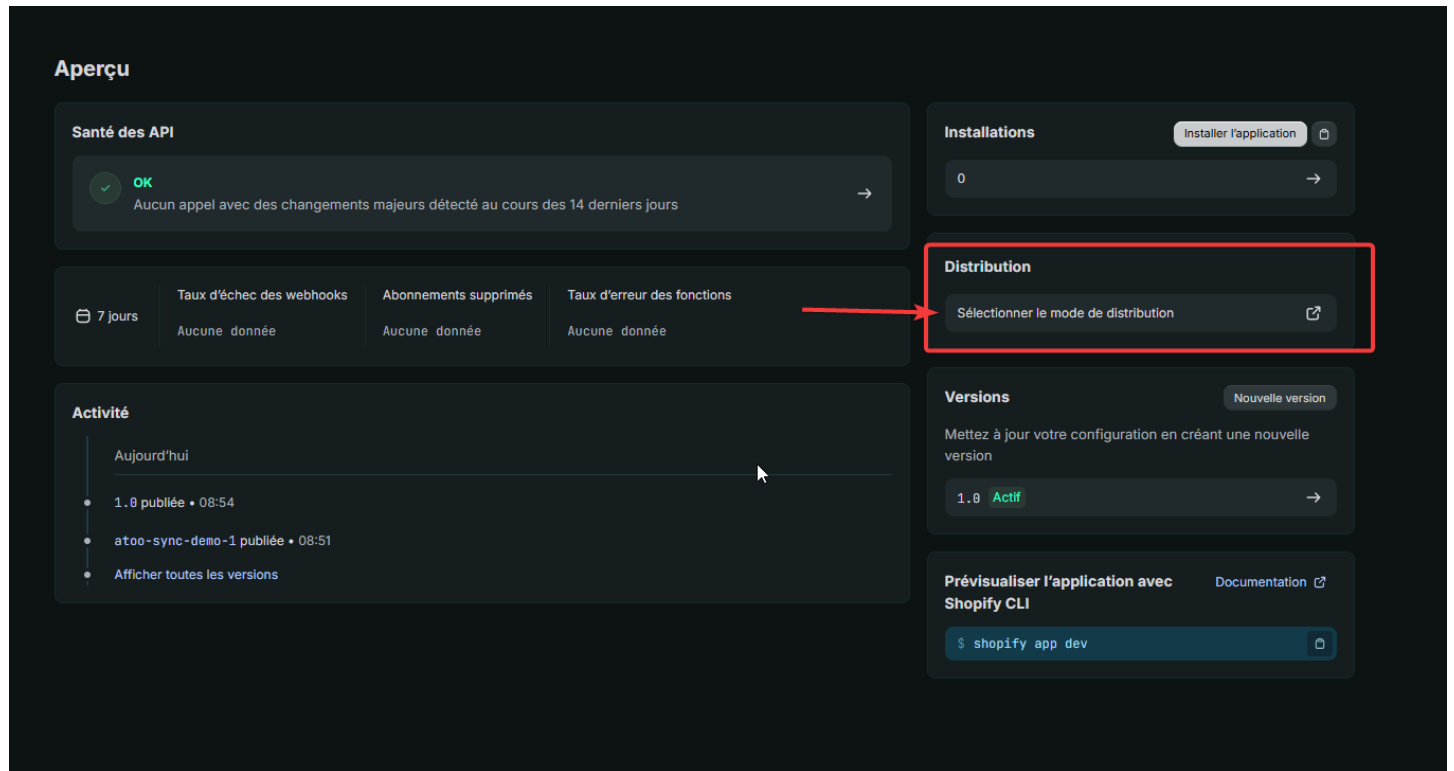 Aperçu
Santé des API
OK
Aucun appel avec des changements majeurs détecté au cours des 14 derniers jours
7 jours
Taux d'échec des webhooks
Aucune donnée
Abonnements supprimés
Aucune donnée
Taux d'erreur des fonctions
Aucune donnée
Activité
Aujourd'hui
1.0 publiée • 08:54
atoo-sync-demo-1 publiée • 08:51
Afficher toutes les versions
Installations
Installer l'application
0
Distribution
Sélectionner le mode de distribution
Versions
Nouvelle version
Mettez à jour votre configuration en créant une nouvelle
version
1.0 Actif
Prévisualiser l'application avec
Shopify CLI
Documentation
$ shopify app dev